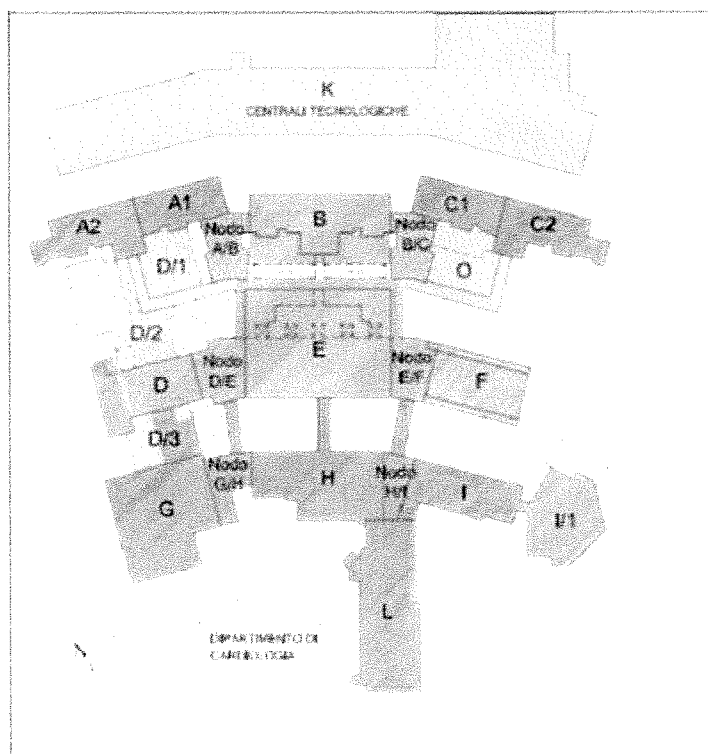 K
CENTRALI TECNOLOGICHE
A2
A1
Nodo
A/B
B
Nodo
B/C
C1
C2
D/1
O
D/2
D
Nodo
D/E
E
Nodo
E/F
F
D/3
G
Nodo
G/H
H
Nodo
H/I
I
I/1
L
DIPARTIMENTO DI
CARDIOLOGIA